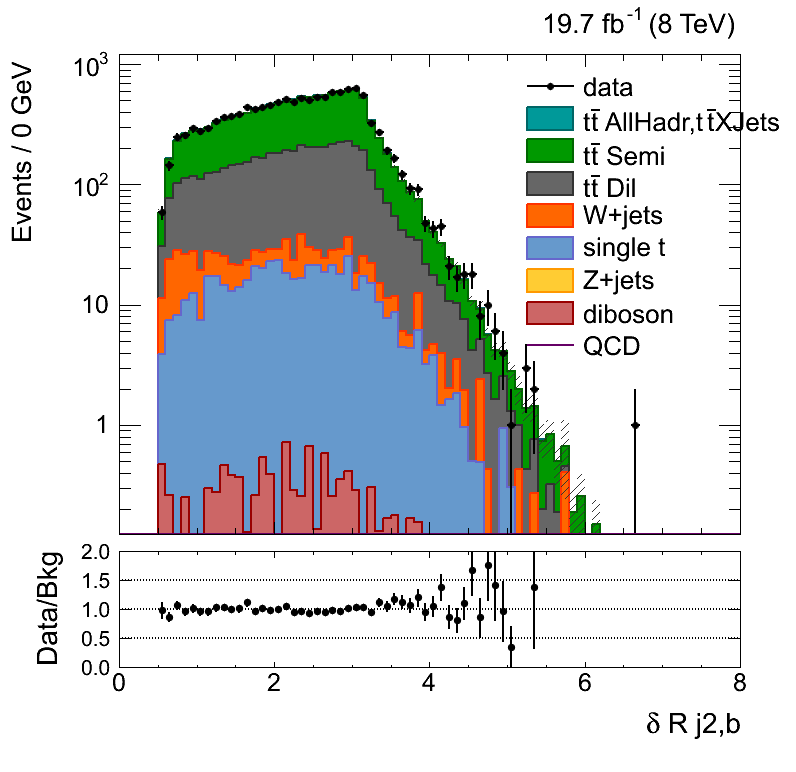 19.7 fb⁻¹ (8 TeV)
Events / 0 GeV
10³
10²
10
1
data
tt̄ AllHadr,t t̄XJets
tt̄ Semi
tt̄ Dil
W+jets
single t
Z+jets
diboson
QCD
Data/Bkg
2.0
1.5
1.0
0.5
0.0
0 2 4 6 8
δ R j2,b